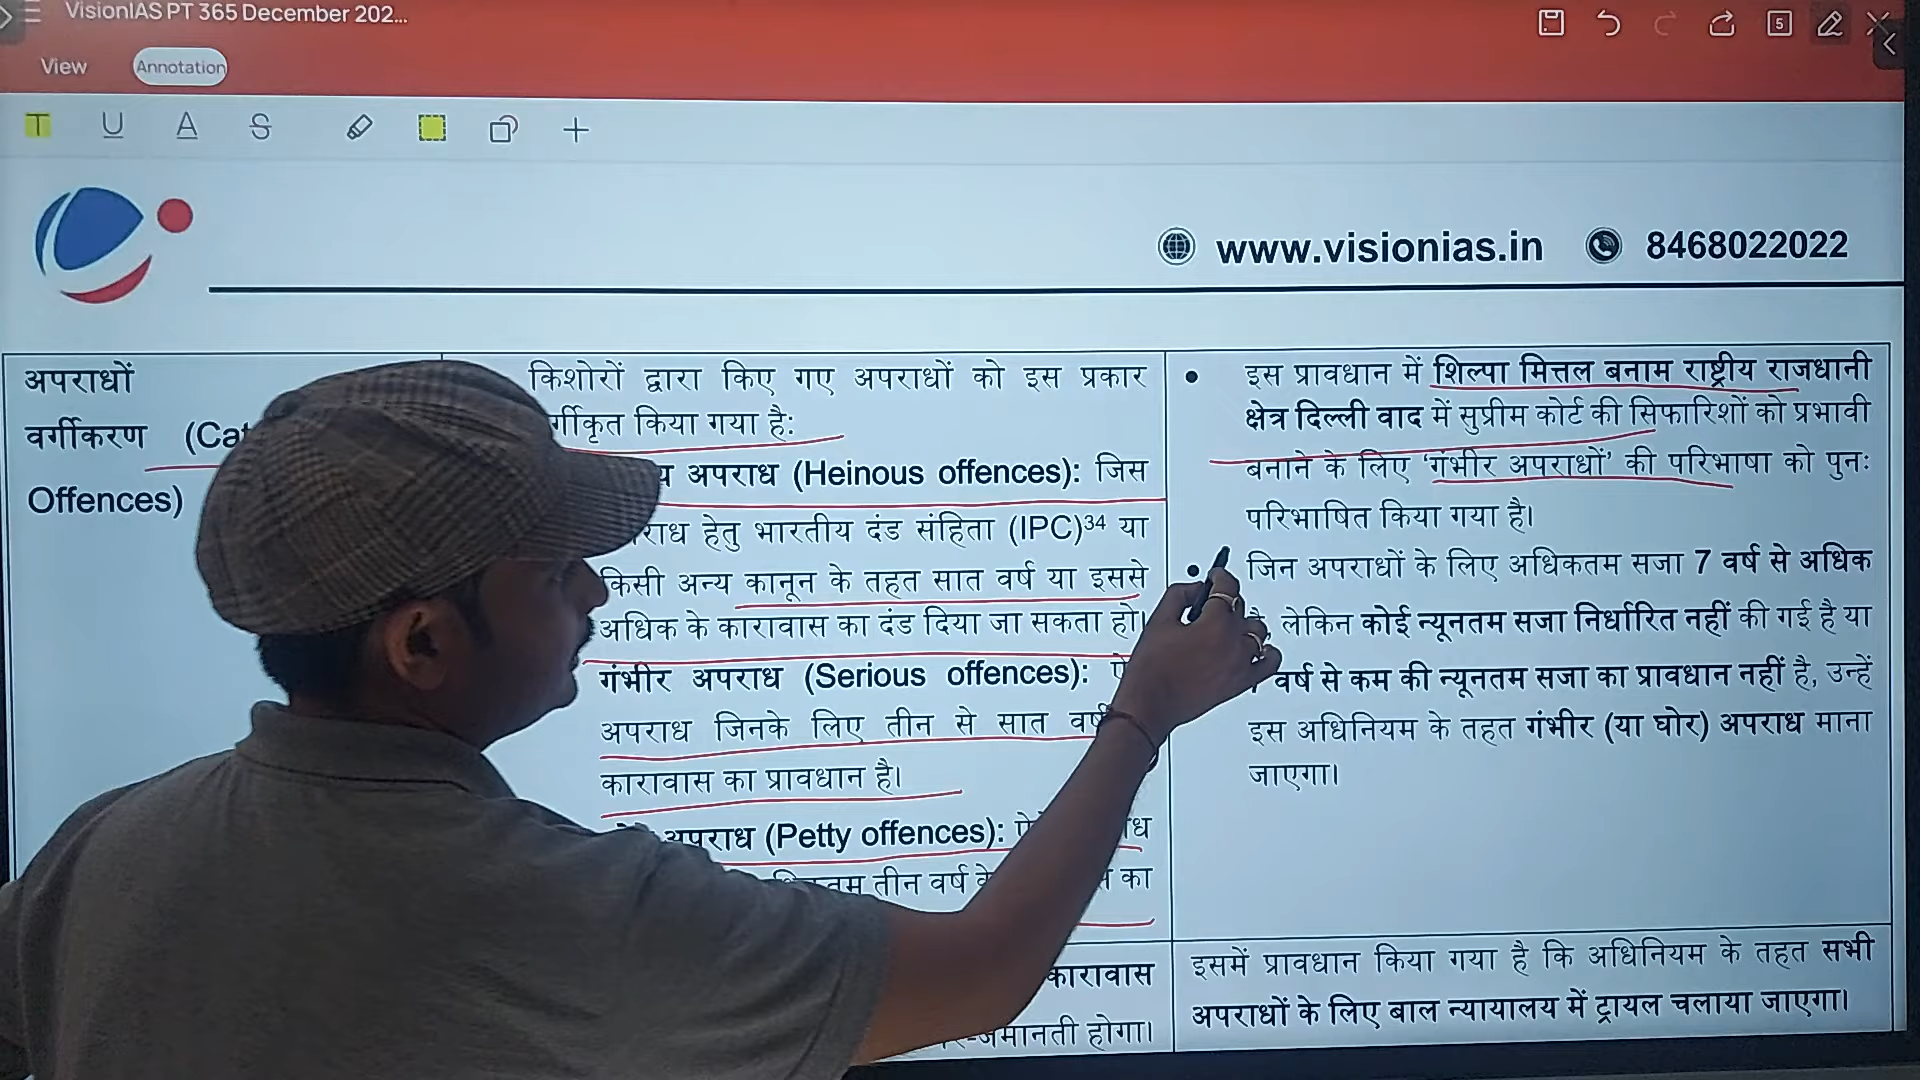 VisionIAS PT 365 December 202...
5
View
Annotation
T U A S
www.visionias.in 8468022022
अपराधों
वर्गीकरण (Cat
Offences)
किशोरों द्वारा किए गए अपराधों को इस प्रकार
र्गीकृत किया गया है:
य अपराध (Heinous offences): जिस
राध हेतु भारतीय दंड संहिता (IPC)34 या
किसी अन्य कानून के तहत सात वर्ष या इससे
अधिक के कारावास का दंड दिया जा सकता हो।
गंभीर अपराध (Serious offences):
अपराध जिनके लिए तीन से सात वर्ष
कारावास का प्रावधान है।
अपराध (Petty offences):
तीन वर्ष का
कारावास
जमानती होगा।
• इस प्रावधान में शिल्पा मित्तल बनाम राष्ट्रीय राजधानी
क्षेत्र दिल्ली वाद में सुप्रीम कोर्ट की सिफारिशों को प्रभावी
बनाने के लिए ‘गंभीर अपराधों’ की परिभाषा को पुनः
परिभाषित किया गया है।
• जिन अपराधों के लिए अधिकतम सजा 7 वर्ष से अधिक
है, लेकिन कोई न्यूनतम सजा निर्धारित नहीं की गई है या
7 वर्ष से कम की न्यूनतम सजा का प्रावधान नहीं है, उन्हें
इस अधिनियम के तहत गंभीर (या घोर) अपराध माना
जाएगा।
इसमें प्रावधान किया गया है कि अधिनियम के तहत सभी
अपराधों के लिए बाल न्यायालय में ट्रायल चलाया जाएगा।